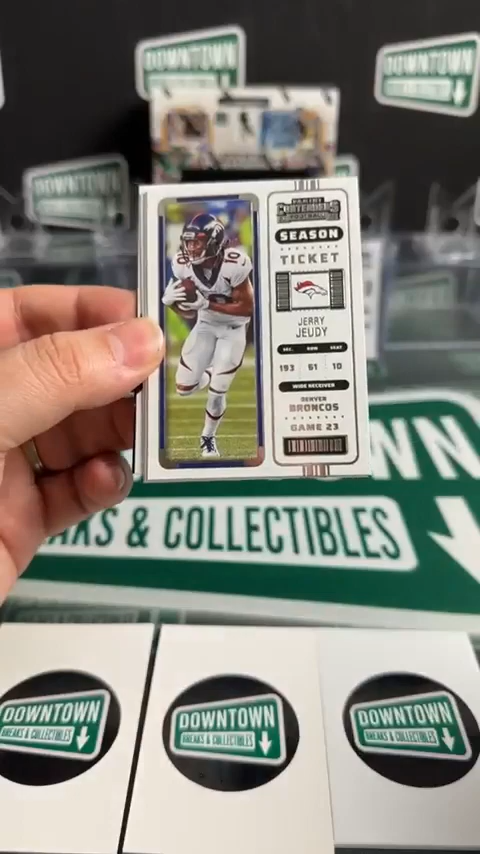 DOWNTOWN
DOWNTOWN
DOWNTOWN
PANINI
CONTENDERS
FOOTBALL
SEASON
TICKET
JERRY
JEUDY
SEC. ROW SEAT
193 61 10
WIDE RECEIVER
DENVER
BRONCOS
GAME 23
10
WN
AKS & COLLECTIBLES
DOWNTOWN
BREAKS & COLLECTIBLES
DOWNTOWN
BREAKS & COLLECTIBLES
DOWNTOWN
BREAKS & COLLECTIBLES